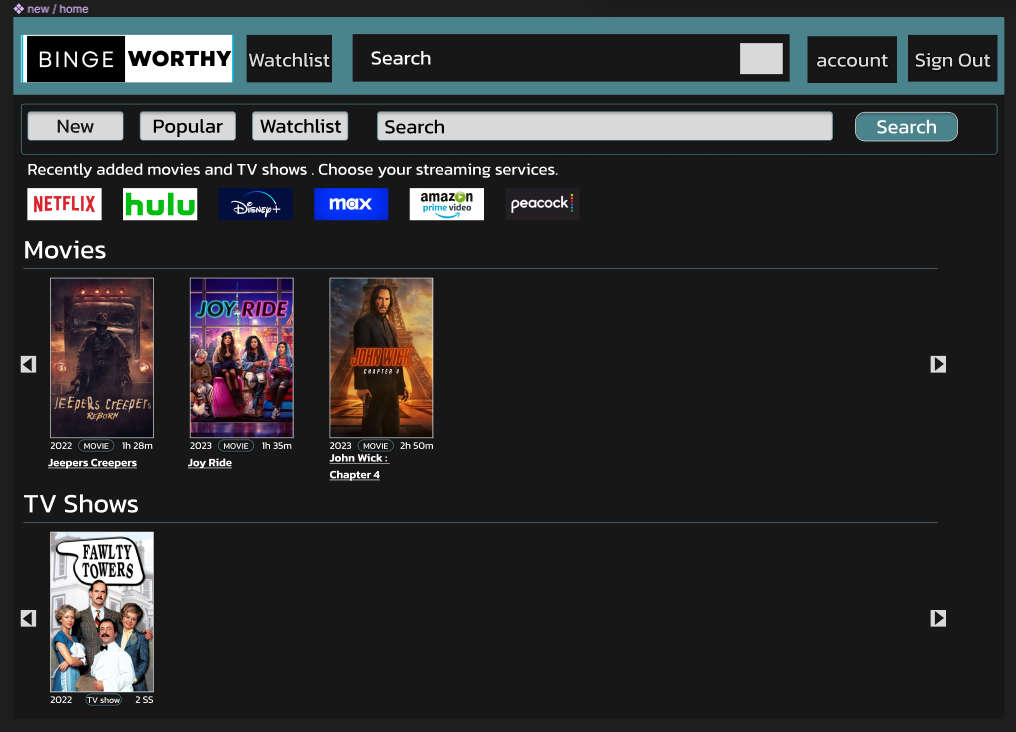 new / home
BINGE WORTHY Watchlist Search account Sign Out
New Popular Watchlist Search Search
Recently added movies and TV shows . Choose your streaming services.
NETFLIX hulu Disney+ max amazon prime video peacock
Movies
JEEPERS CREEPERS
REBORN
JOY RIDE
JOHN WICK
CHAPTER 4
2022 MOVIE 1h 28m 2023 MOVIE 1h 35m 2023 MOVIE 2h 50m
Jeepers Creepers Joy Ride John Wick :
Chapter 4
TV Shows
FAWLTY
TOWERS
2022 TV show 2 SS